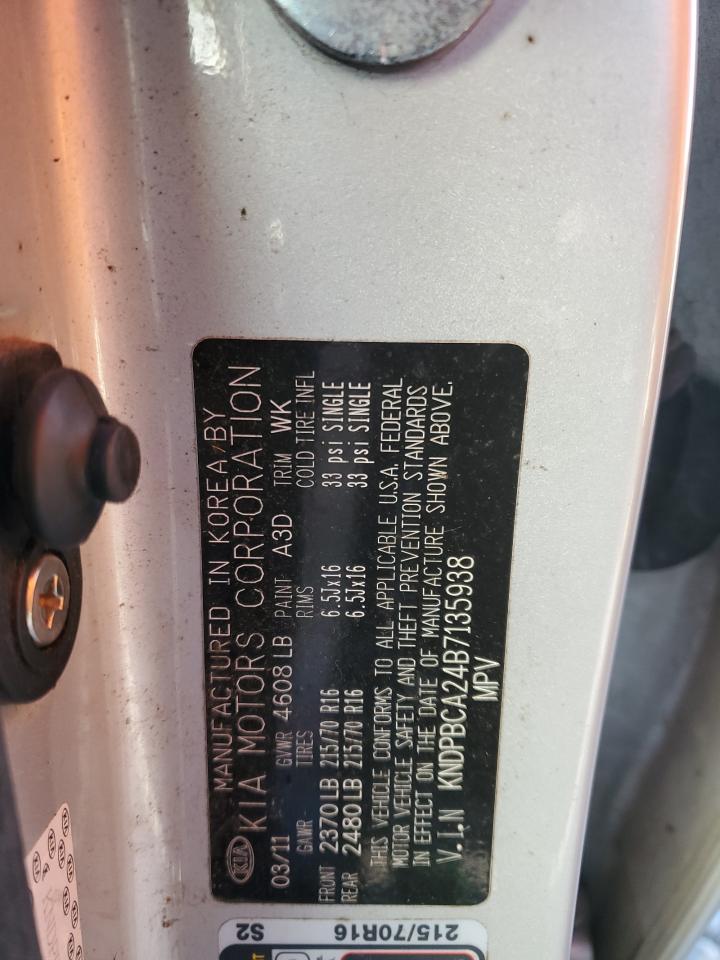 MANUFACTURED IN KOREA/BY
KIA KIA MOTORS CORPORATION
03/11 GVWR 4608 LB PAINT A3D TRIM WK
GAWR TIRES RIMS COLD TIRE INFL
FRONT 2370 LB 215/70 R16 6.5Jx16 33 psi SINGLE
REAR 2480 LB 215/70 R16 6.5Jx16 33 psi SINGLE
THIS VEHICLE CONFORMS TO ALL APPLICABLE U.S.A. FEDERAL
MOTOR VEHICLE SAFETY AND THEFT PREVENTION STANDARDS
IN EFFECT ON THE DATE OF MANUFACTURE SHOWN ABOVE.
V.I.N KNDPBCA24B7135938
MPV
215/70R16 S2